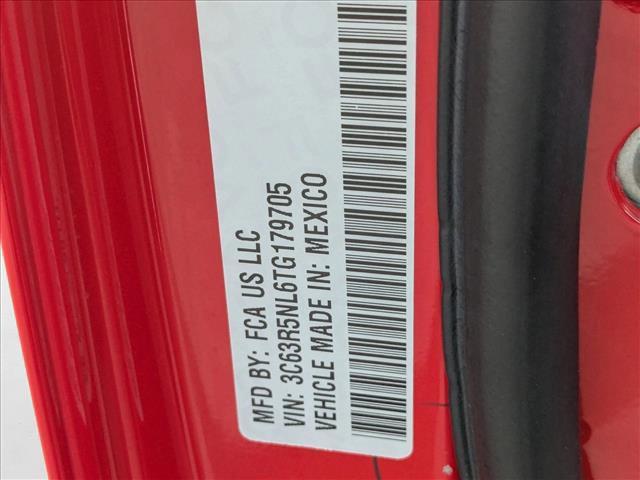 MFD BY: FCA US LLC
VIN: 3C63R5NL6TG179705
VEHICLE MADE IN: MEXICO